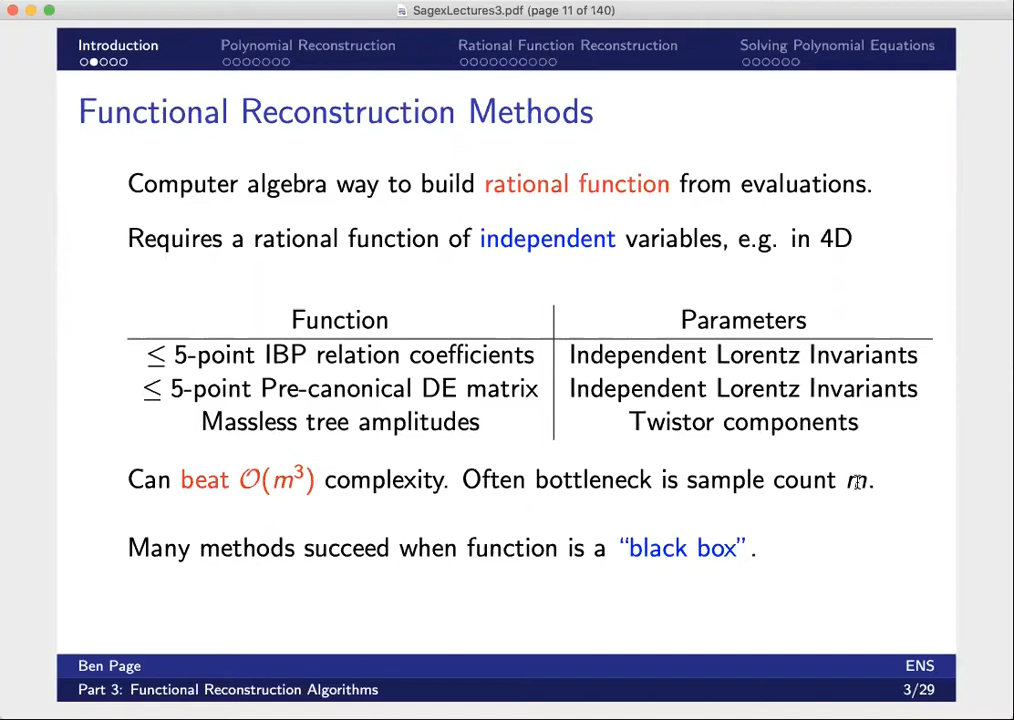 SagexLectures3.pdf (page 11 of 140)
Introduction Polynomial Reconstruction Rational Function Reconstruction Solving Polynomial Equations
Functional Reconstruction Methods
Computer algebra way to build rational function from evaluations.
Requires a rational function of independent variables, e.g. in 4D
Function Parameters
≤ 5-point IBP relation coefficients Independent Lorentz Invariants
≤ 5-point Pre-canonical DE matrix Independent Lorentz Invariants
Massless tree amplitudes Twistor components
Can beat 𝒪(m³) complexity. Often bottleneck is sample count m.
Many methods succeed when function is a “black box”.
Ben Page ENS
Part 3: Functional Reconstruction Algorithms 3/29